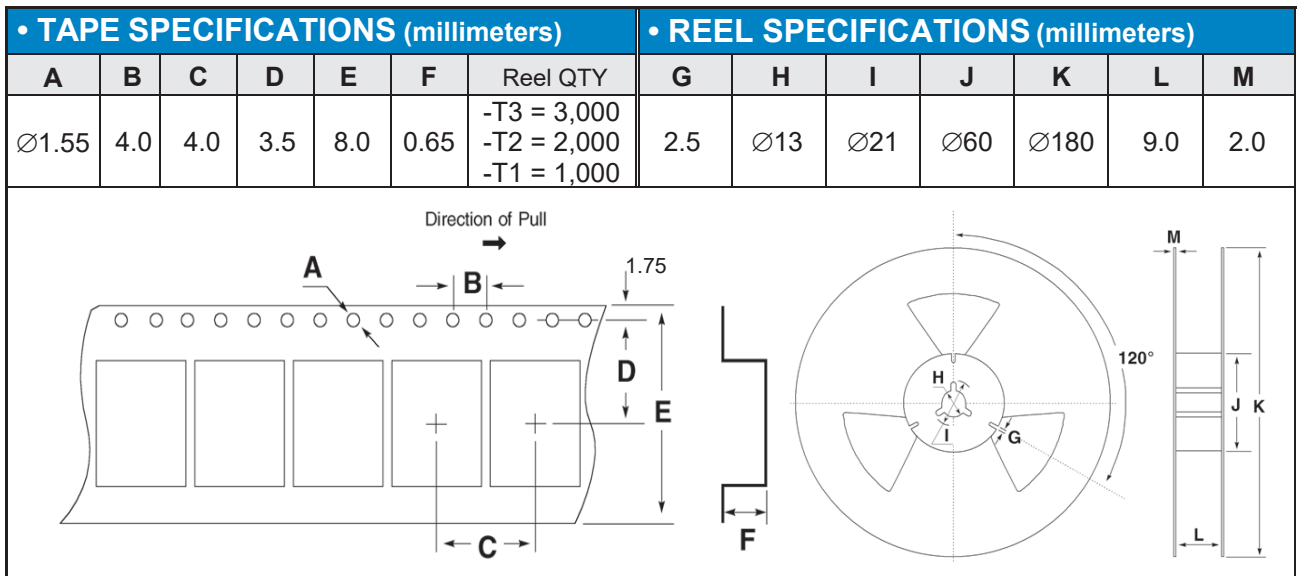 • TAPE SPECIFICATIONS (millimeters)
• REEL SPECIFICATIONS (millimeters)
A B C D E F Reel QTY G H I J K L M
-T3 = 3,000
∅1.55 4.0 4.0 3.5 8.0 0.65 -T2 = 2,000 2.5 ∅13 ∅21 ∅60 ∅180 9.0 2.0
-T1 = 1,000
Direction of Pull
A
B
1.75
D
E
C
F
H
I
G
120°
M
J
K
L